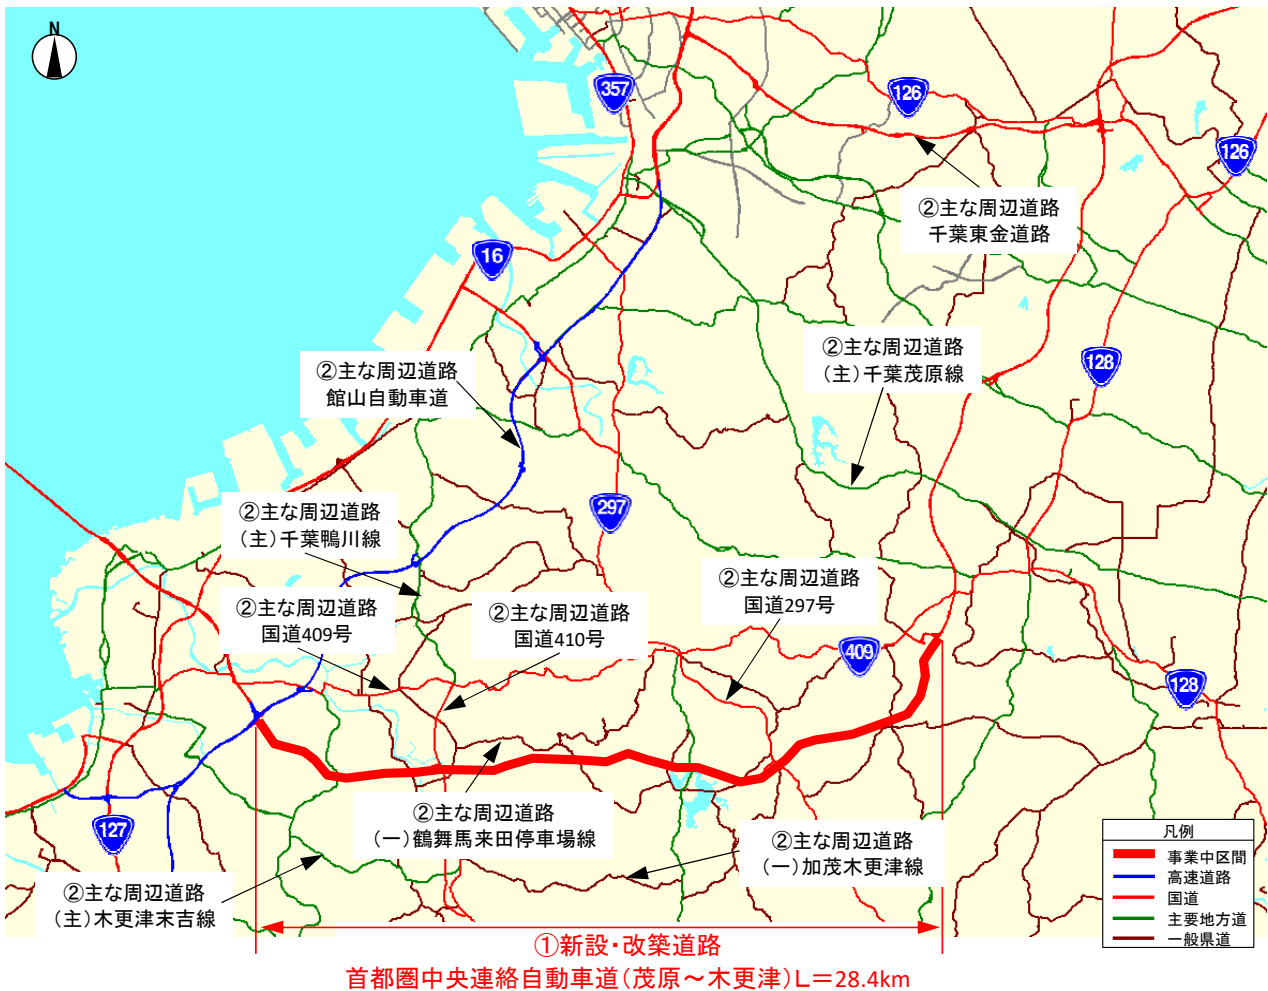 N
357
126
126
②主な周辺道路
千葉東金道路
16
②主な周辺道路
(主)千葉茂原線
128
②主な周辺道路
館山自動車道
②主な周辺道路
(主)千葉鴨川線
297
②主な周辺道路
国道297号
②主な周辺道路
国道409号
②主な周辺道路
国道410号
409
128
②主な周辺道路
(一)鶴舞馬来田停車場線
127
②主な周辺道路
(一)加茂木更津線
②主な周辺道路
(主)木更津末吉線
凡例
事業中区間
高速道路
国道
主要地方道
一般県道
①新設・改築道路
首都圏中央連絡自動車道(茂原～木更津)L＝28.4km